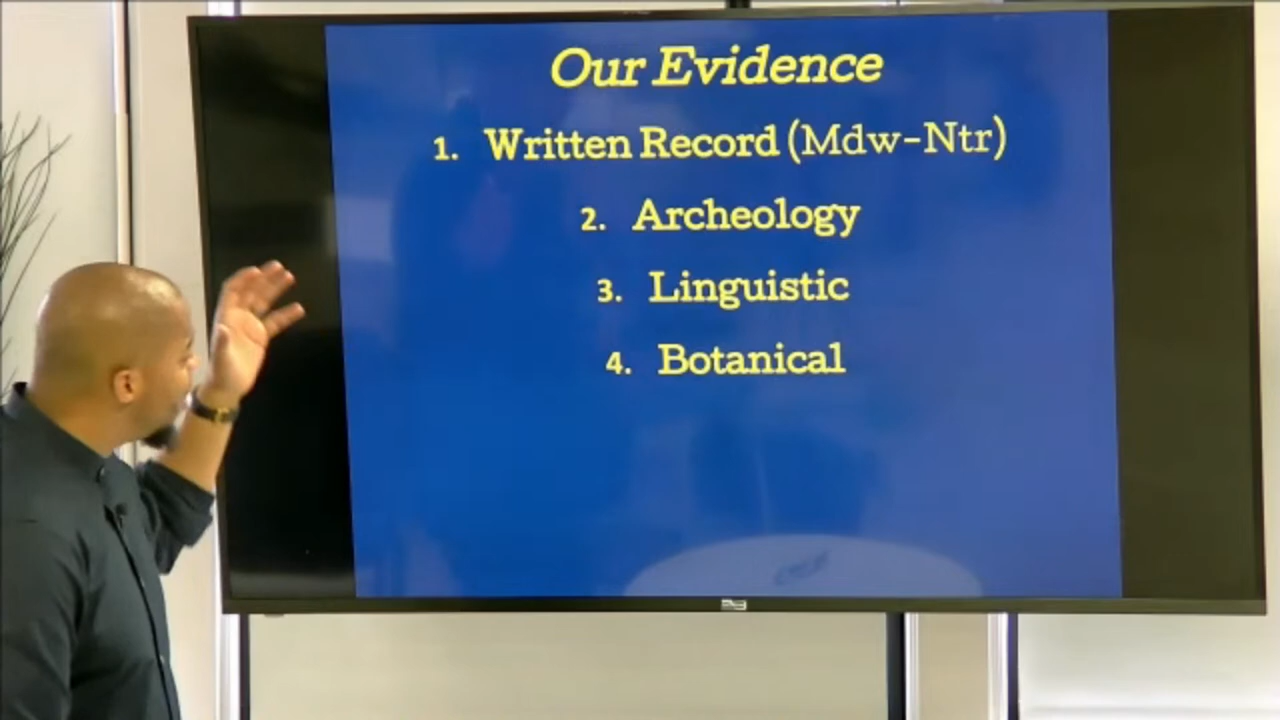 Our Evidence
1. Written Record (Mdw-Ntr)
2. Archeology
3. Linguistic
4. Botanical